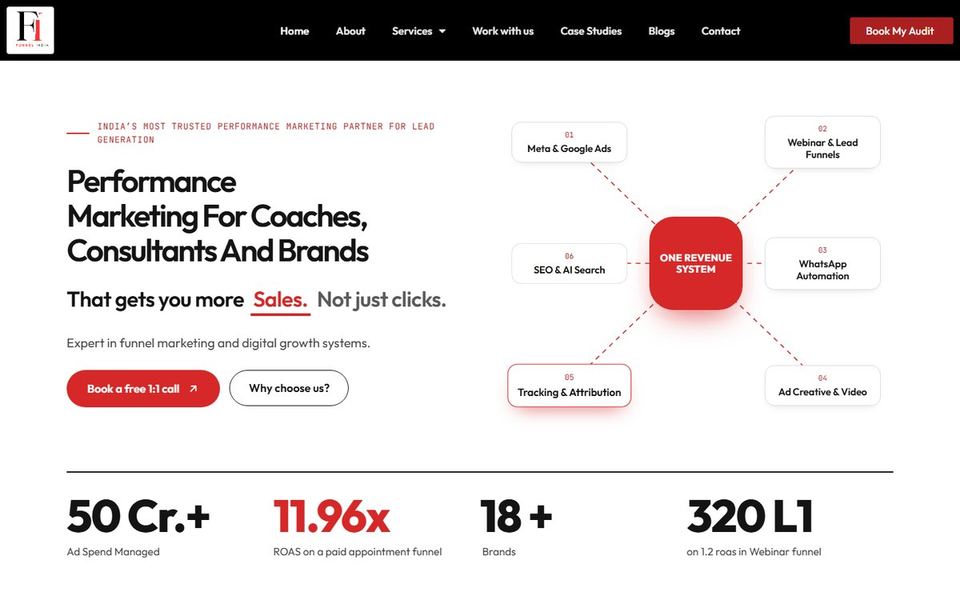 Fi
FUNNEL INDIA
Home
About
Services
Work with us
Case Studies
Blogs
Contact
Book My Audit
INDIA'S MOST TRUSTED PERFORMANCE MARKETING PARTNER FOR LEAD
GENERATION
Performance
Marketing For Coaches,
Consultants And Brands
That gets you more Sales. Not just clicks.
Expert in funnel marketing and digital growth systems.
Book a free 1:1 call
Why choose us?
01
Meta & Google Ads
02
Webinar & Lead
Funnels
06
SEO & AI Search
ONE REVENUE
SYSTEM
03
WhatsApp
Automation
05
Tracking & Attribution
04
Ad Creative & Video
50 Cr.+
Ad Spend Managed
11.96x
ROAS on a paid appointment funnel
18 +
Brands
320 L1
on 1.2 roas in Webinar funnel